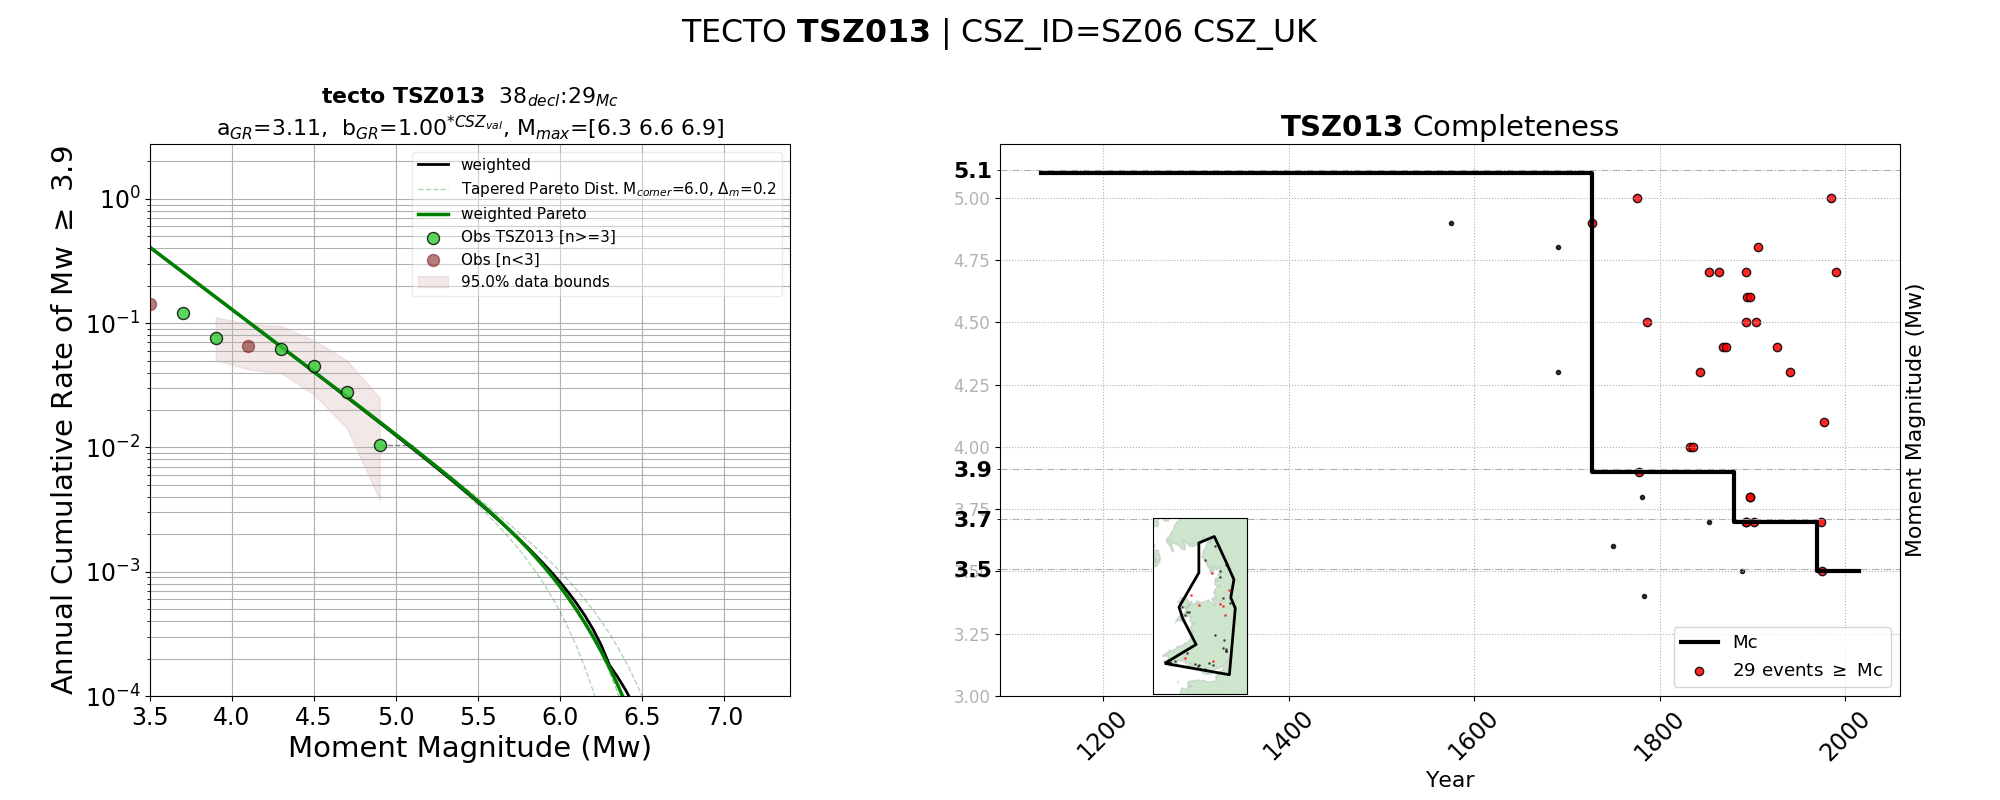 TECTO TSZ013 | CSZ_ID=SZ06 CSZ_UK
tecto TSZ013 38decl:29Mc
aGR=3.11, bGR=1.00*CSZval, Mmax=[6.3 6.6 6.9]
Annual Cumulative Rate of Mw ≥ 3.9
10^0
10^-1
10^-2
10^-3
10^-4
weighted
Tapered Pareto Dist. Mcorner=6.0, Δm=0.2
weighted Pareto
Obs TSZ013 [n>=3]
Obs [n<3]
95.0% data bounds
3.5 4.0 4.5 5.0 5.5 6.0 6.5 7.0
Moment Magnitude (Mw)
TSZ013 Completeness
5.1
5.00
4.75
4.50
4.25
4.00
3.9
3.75
3.7
3.5
3.25
3.00
Moment Magnitude (Mw)
Mc
29 events ≥ Mc
1200 1400 1600 1800 2000
Year